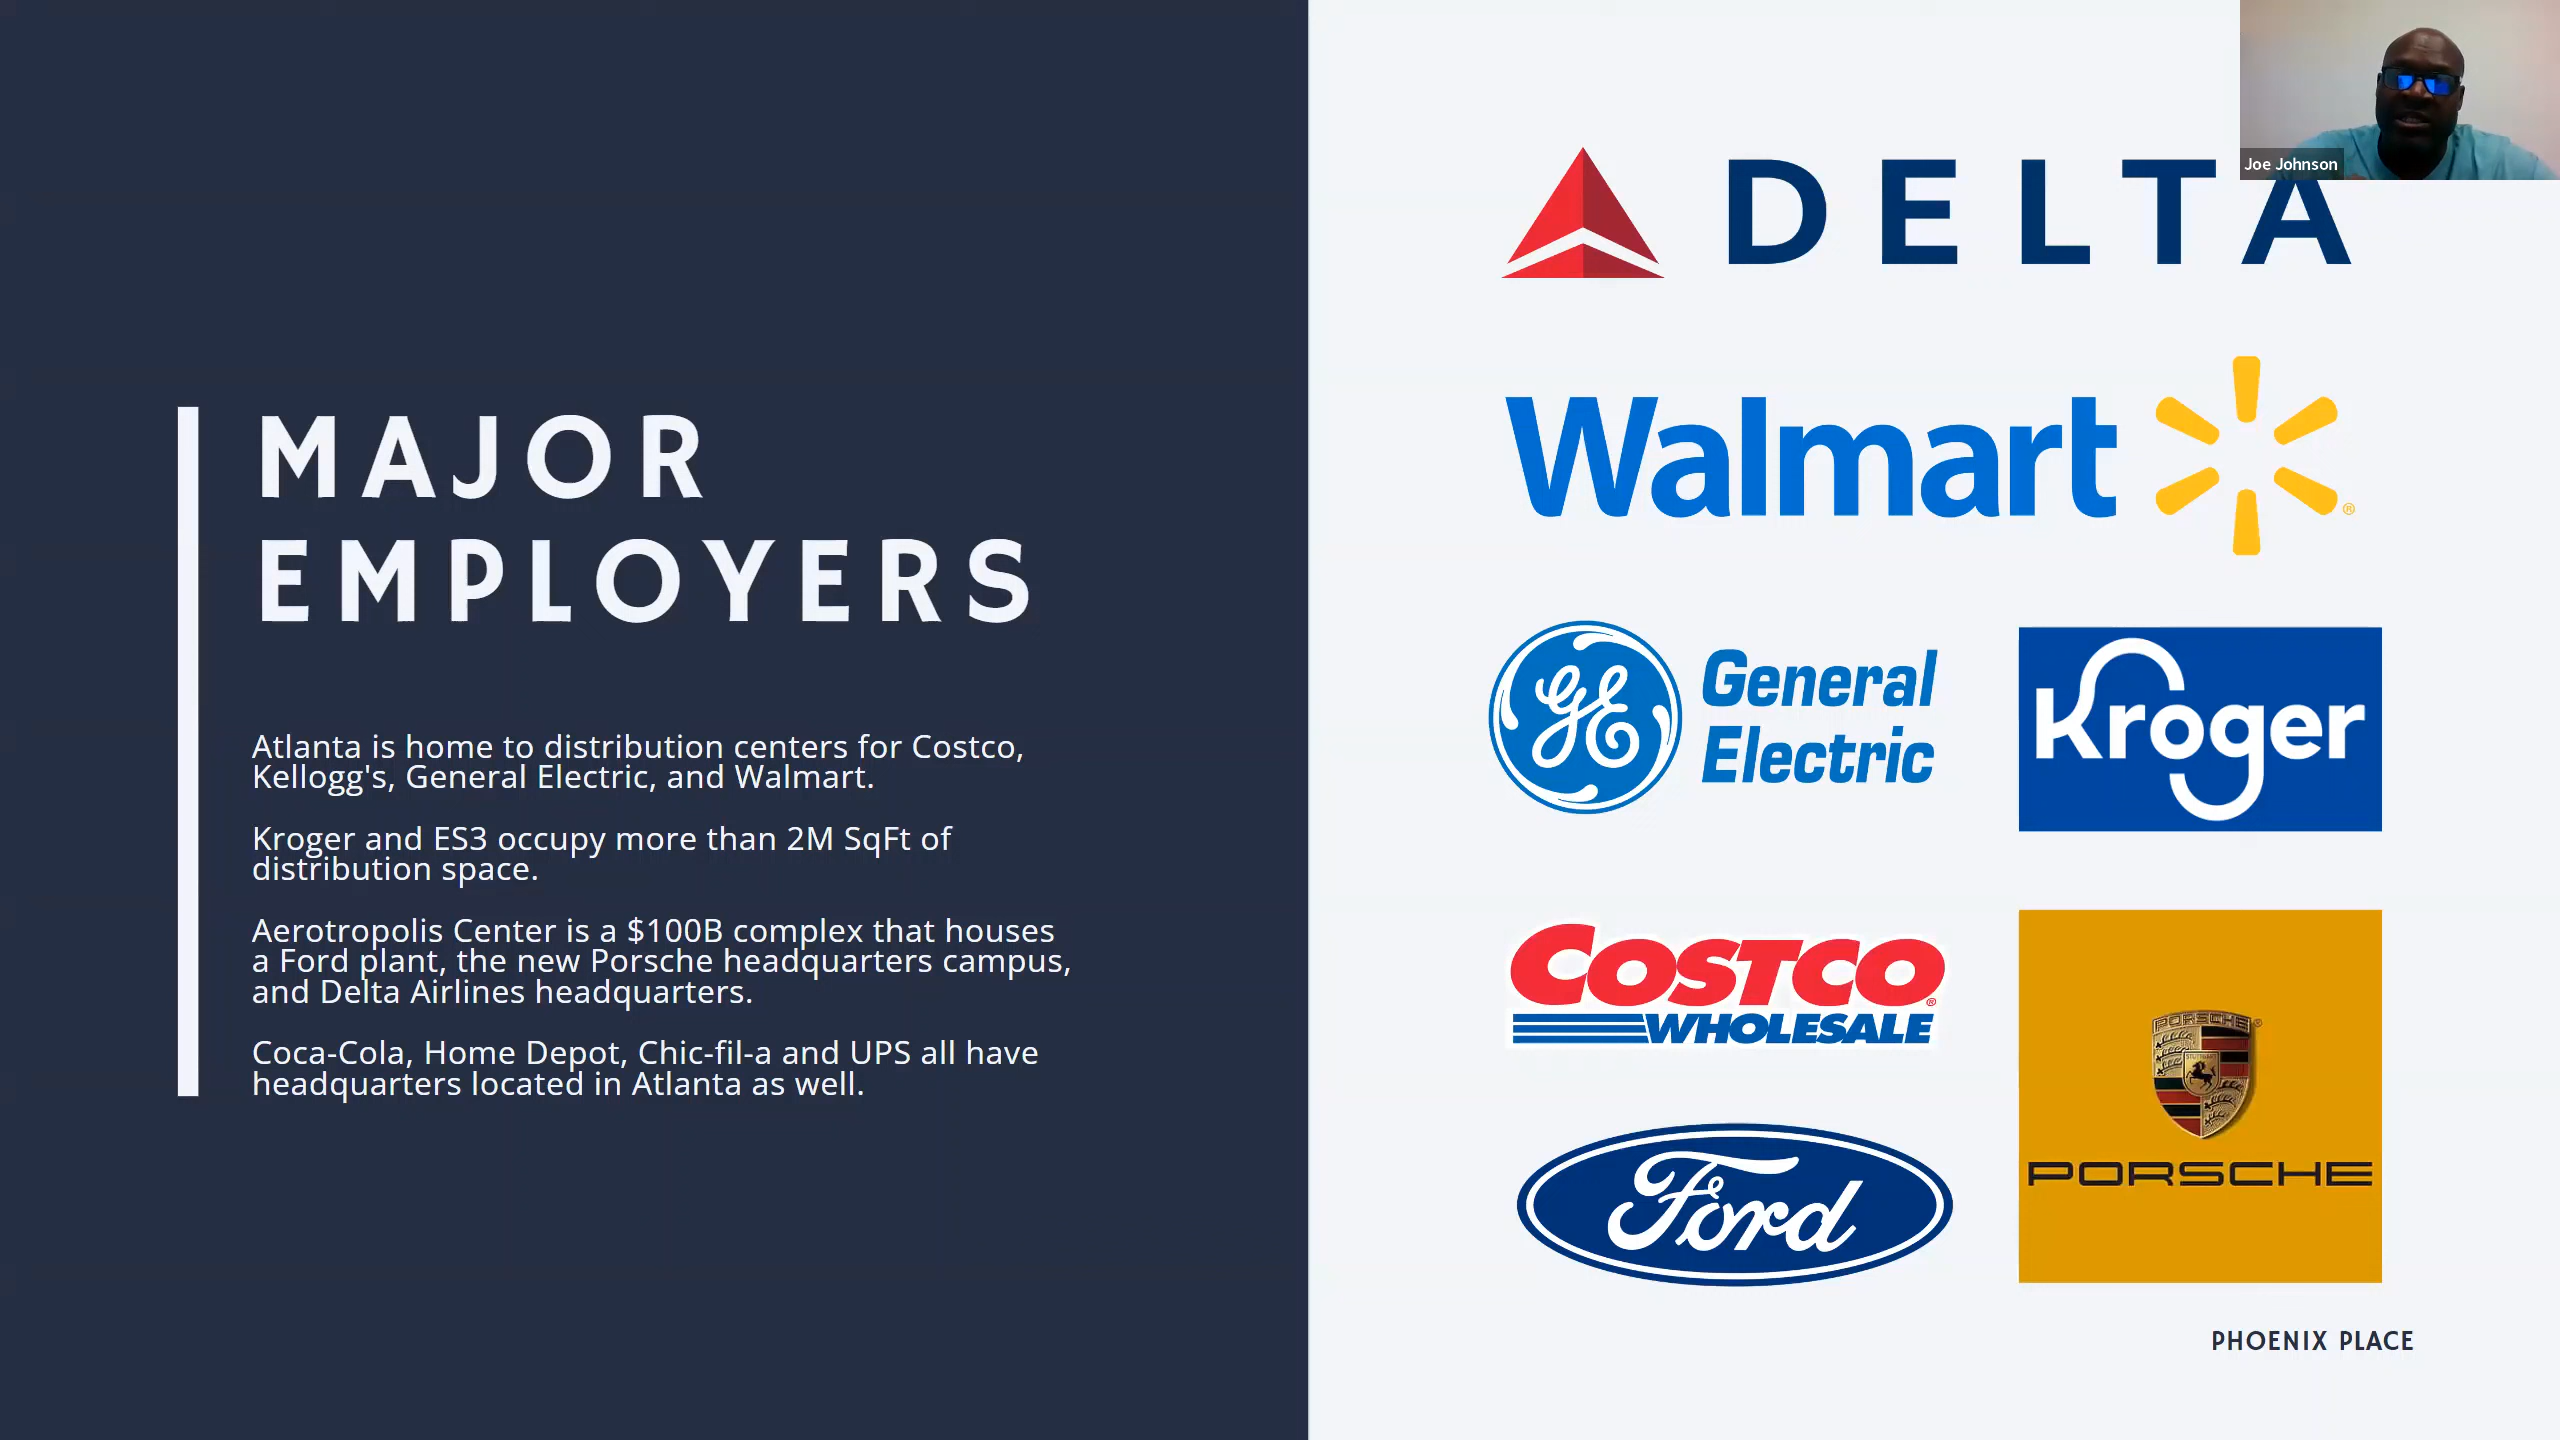 MAJOR
EMPLOYERS
Atlanta is home to distribution centers for Costco,
Kellogg's, General Electric, and Walmart.
Kroger and ES3 occupy more than 2M SqFt of
distribution space.
Aerotropolis Center is a $100B complex that houses
a Ford plant, the new Porsche headquarters campus,
and Delta Airlines headquarters.
Coca-Cola, Home Depot, Chic-fil-a and UPS all have
headquarters located in Atlanta as well.
Joe Johnson
DELTA
Walmart
®
GE
General
Electric
Kroger
COSTCO
®
WHOLESALE
PORSCHE
®
STUTTGART
PORSCHE
Ford
PHOENIX PLACE